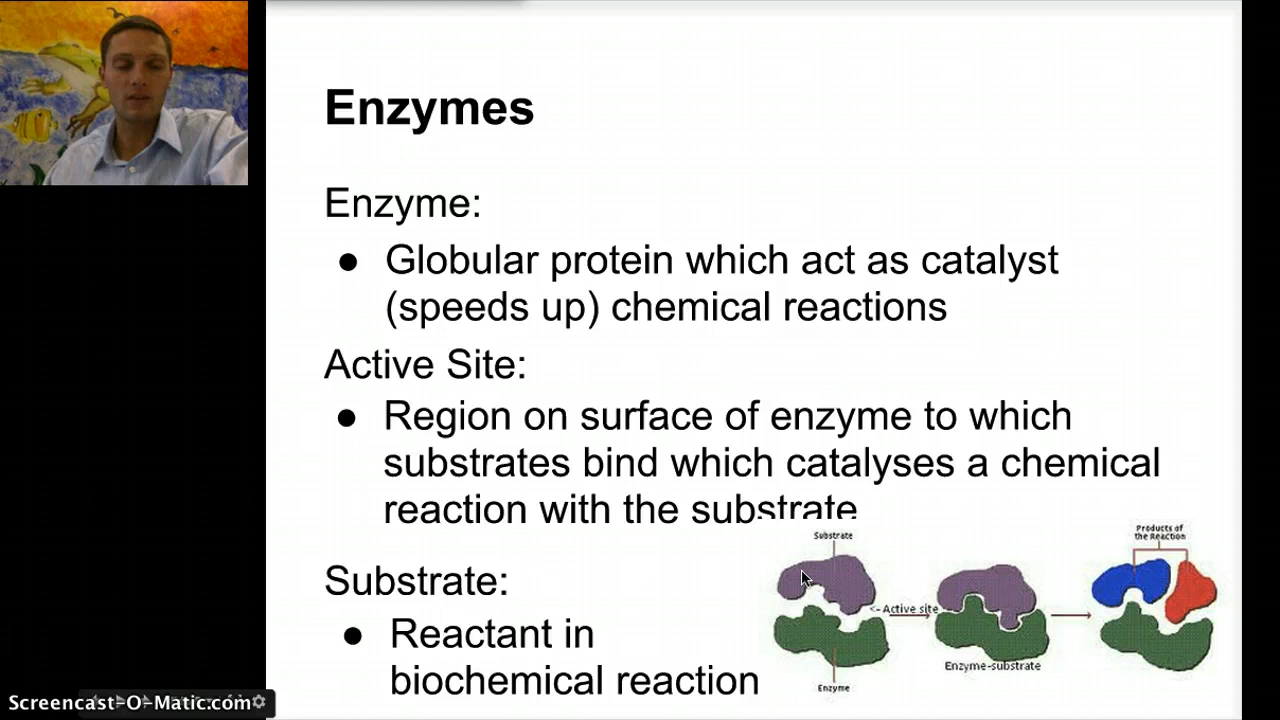 Enzymes
Enzyme:
● Globular protein which act as catalyst
(speeds up) chemical reactions
Active Site:
● Region on surface of enzyme to which
substrates bind which catalyses a chemical
reaction with the substrate
Substrate:
● Reactant in
biochemical reaction
Substrate
<- Active site
Enzyme
Enzyme-substrate
Products of
the Reaction
Screencast-O-Matic.com